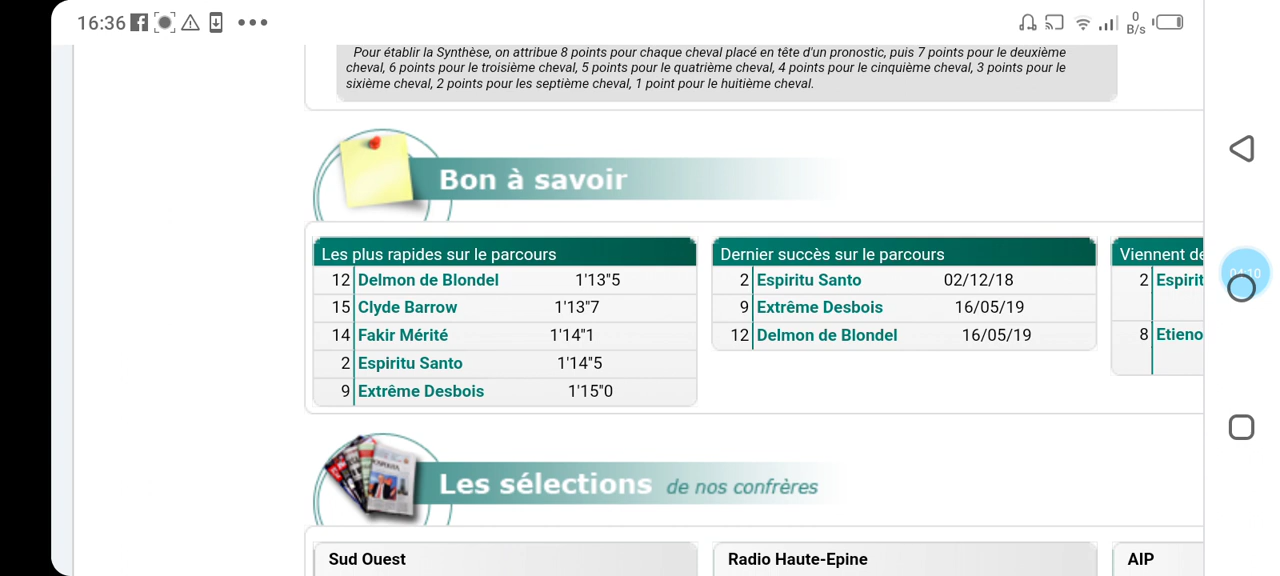 16:36
0
B/s
Pour établir la Synthèse, on attribue 8 points pour chaque cheval placé en tête d'un pronostic, puis 7 points pour le deuxième
cheval, 6 points pour le troisième cheval, 5 points pour le quatrième cheval, 4 points pour le cinquième cheval, 3 points pour le
sixième cheval, 2 points pour les septième cheval, 1 point pour le huitième cheval.
Bon à savoir
Les plus rapides sur le parcours
12 Delmon de Blondel 1'13"5
15 Clyde Barrow 1'13"7
14 Fakir Mérité 1'14"1
2 Espiritu Santo 1'14"5
9 Extrême Desbois 1'15"0
Dernier succès sur le parcours
2 Espiritu Santo 02/12/18
9 Extrême Desbois 16/05/19
12 Delmon de Blondel 16/05/19
Viennent de
2 Espirit
8 Etieno
04:10
Les sélections de nos confrères
Sud Ouest
Radio Haute-Epine
AIP